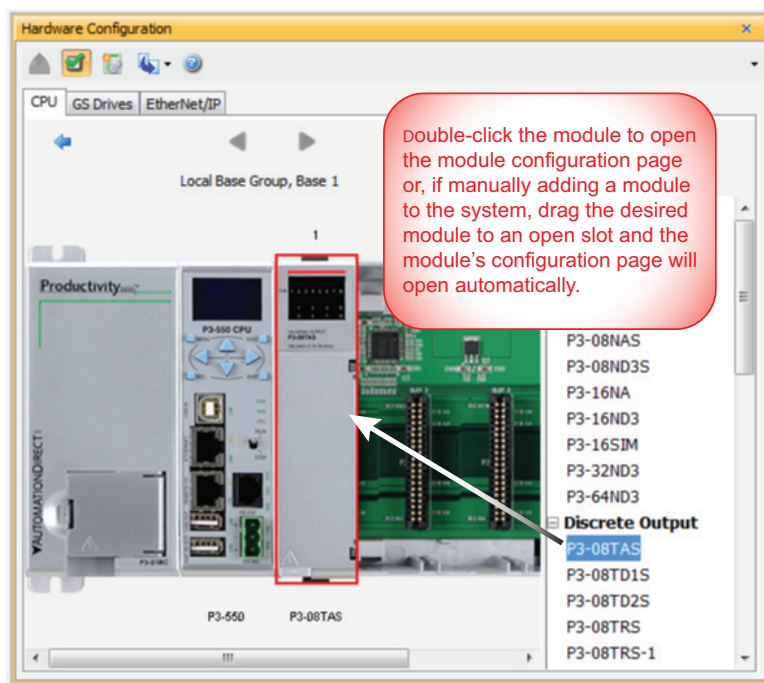 Hardware Configuration
CPU GS Drives EtherNet/IP
Local Base Group, Base 1
Double-click the module to open
the module configuration page
or, if manually adding a module
to the system, drag the desired
module to an open slot and the
module's configuration page will
open automatically.
1
Productivity
P3-550 CPU
P3-08TAS
RUN
STOP
AUTOMATIONDIRECT
P3-550
P3-08TAS
P3-08NAS
P3-08ND3S
P3-16NA
P3-16ND3
P3-16SIM
P3-32ND3
P3-64ND3
Discrete Output
P3-08TAS
P3-08TD1S
P3-08TD2S
P3-08TRS
P3-08TRS-1